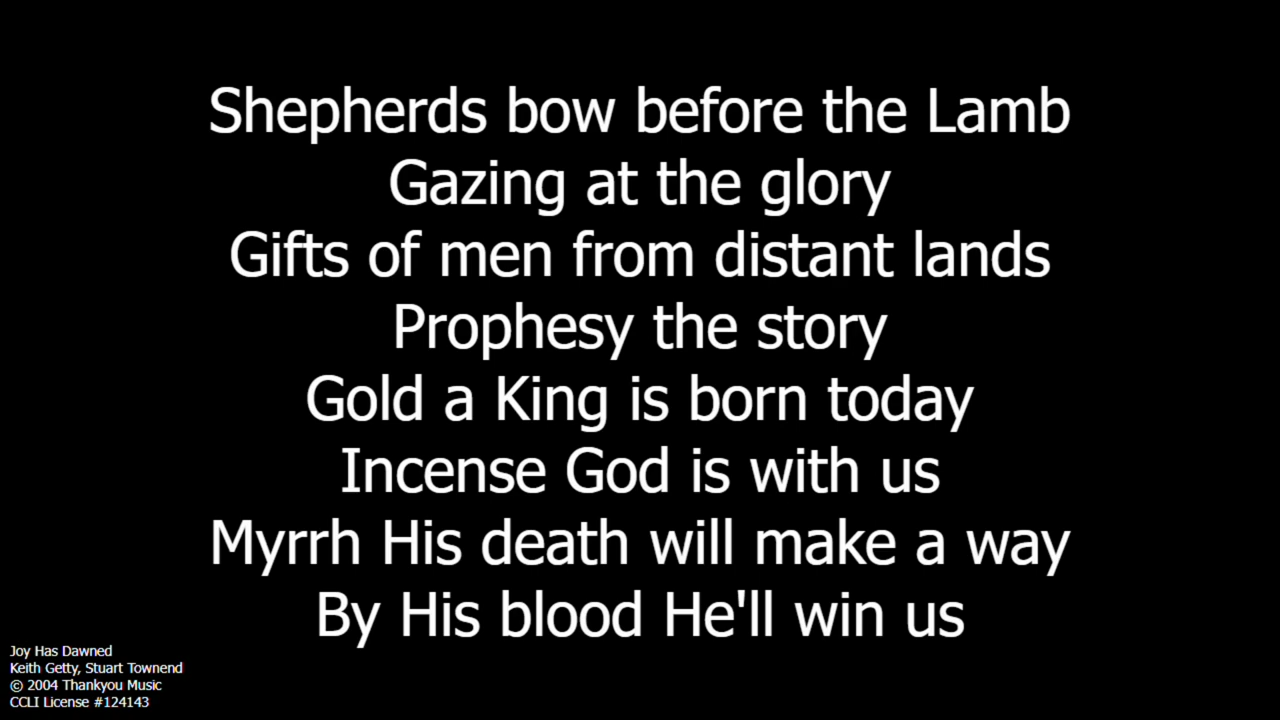 Shepherds bow before the Lamb
Gazing at the glory
Gifts of men from distant lands
Prophesy the story
Gold a King is born today
Incense God is with us
Myrrh His death will make a way
By His blood He'll win us
Joy Has Dawned
Keith Getty, Stuart Townend
© 2004 Thankyou Music
CCLI License #124143